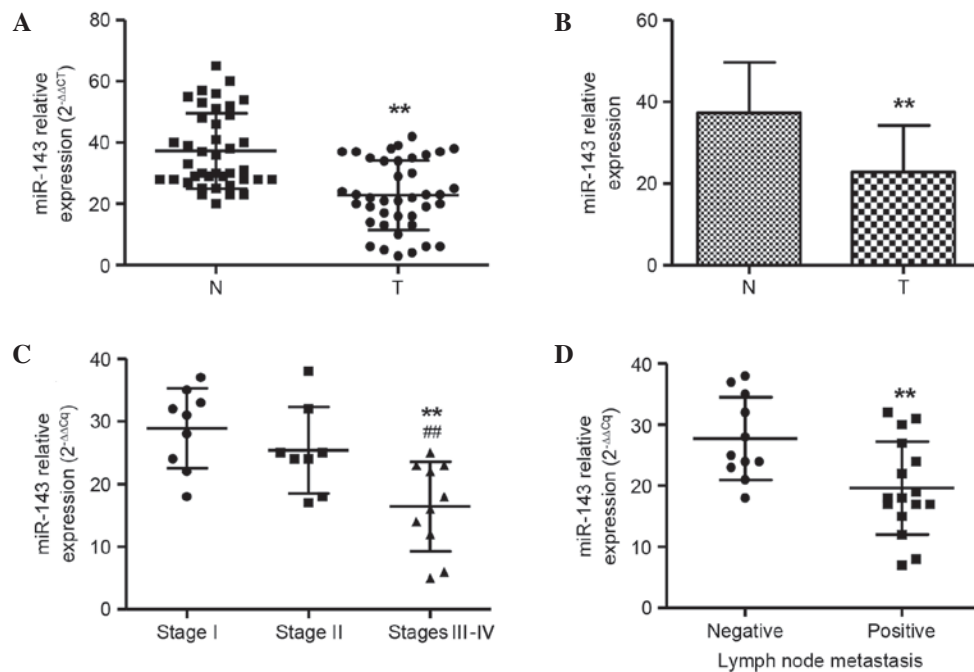 A
miR-143 relative
expression (2-ΔΔCT)
80
60
40
20
0
**
N
T
B
miR-143 relative
expression
60
40
20
0
**
N
T
C
miR-143 relative
expression (2-ΔΔCq)
40
30
20
10
0
**
##
Stage I
Stage II
Stages III-IV
D
miR-143 relative
expression (2-ΔΔCq)
40
30
20
10
0
**
Negative
Positive
Lymph node metastasis